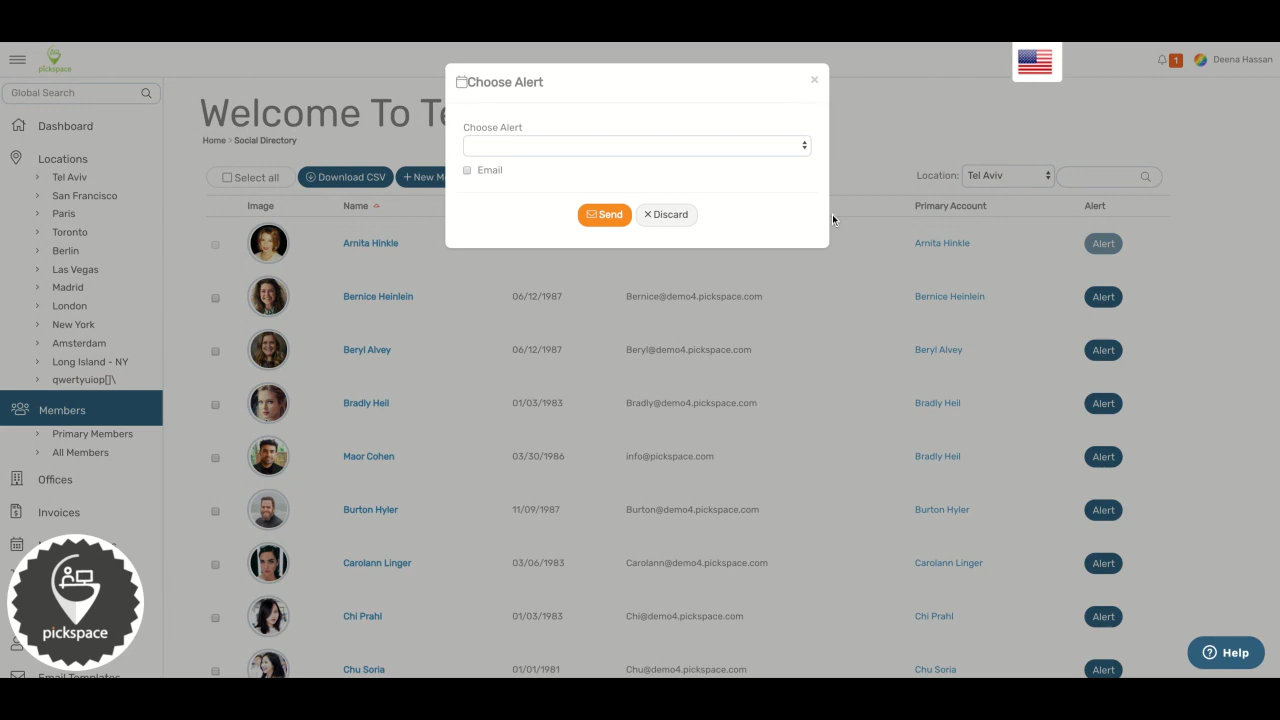 pickspace
1
Deena Hassan
Global Search
Dashboard
Locations
Tel Aviv
San Francisco
Paris
Toronto
Berlin
Las Vegas
Madrid
London
New York
Amsterdam
Long Island - NY
qwertyuiop[]\
Members
Primary Members
All Members
Offices
Invoices
pickspace
Email Templates
Welcome To Te
Home > Social Directory
Select all
Download CSV
+ New M
Location:
Tel Aviv
Choose Alert
×
Choose Alert
Email
Send
× Discard
Image Name Primary Account Alert
Arnita Hinkle Arnita Hinkle Alert
Bernice Heinlein 06/12/1987 Bernice@demo4.pickspace.com Bernice Heinlein Alert
Beryl Alvey 06/12/1987 Beryl@demo4.pickspace.com Beryl Alvey Alert
Bradly Heil 01/03/1983 Bradly@demo4.pickspace.com Bradly Heil Alert
Maor Cohen 03/30/1986 info@pickspace.com Bradly Heil Alert
Burton Hyler 11/09/1987 Burton@demo4.pickspace.com Burton Hyler Alert
Carolann Linger 03/06/1983 Carolann@demo4.pickspace.com Carolann Linger Alert
Chi Prahl 01/03/1983 Chi@demo4.pickspace.com Chi Prahl Alert
Chu Soria 01/01/1981 Chu@demo4.pickspace.com Chu Soria Alert
Help